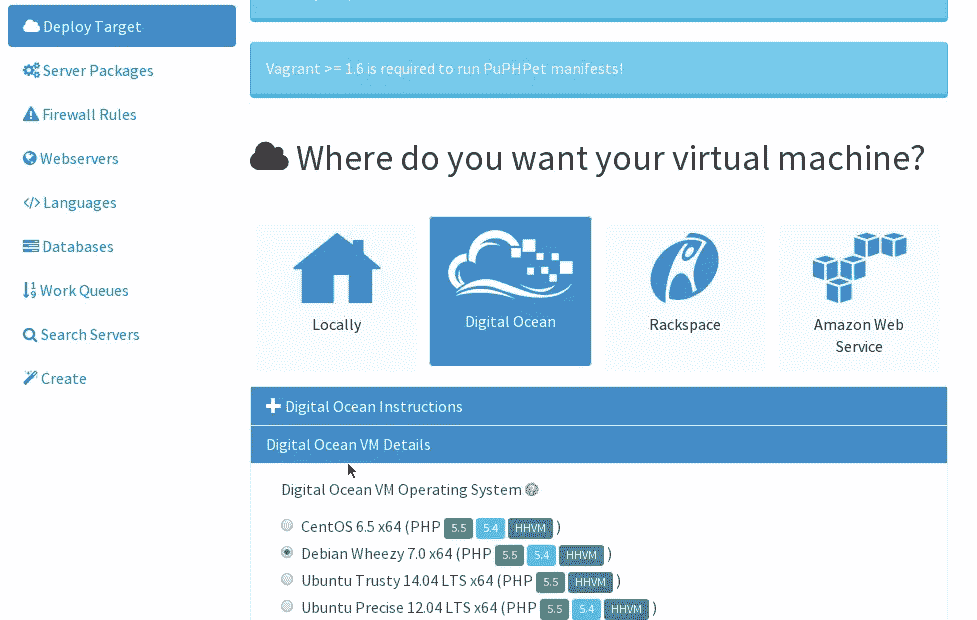 Deploy Target
Server Packages
Firewall Rules
Webservers
Languages
Databases
Work Queues
Search Servers
Create
Vagrant >= 1.6 is required to run PuPHPet manifests!
Where do you want your virtual machine?
Locally
Digital Ocean
Rackspace
Amazon Web
Service
Digital Ocean Instructions
Digital Ocean VM Details
Digital Ocean VM Operating System
CentOS 6.5 x64 (PHP 5.5 5.4 HHVM )
Debian Wheezy 7.0 x64 (PHP 5.5 5.4 HHVM )
Ubuntu Trusty 14.04 LTS x64 (PHP 5.5 HHVM )
Ubuntu Precise 12.04 LTS x64 (PHP 5.5 5.4 HHVM )